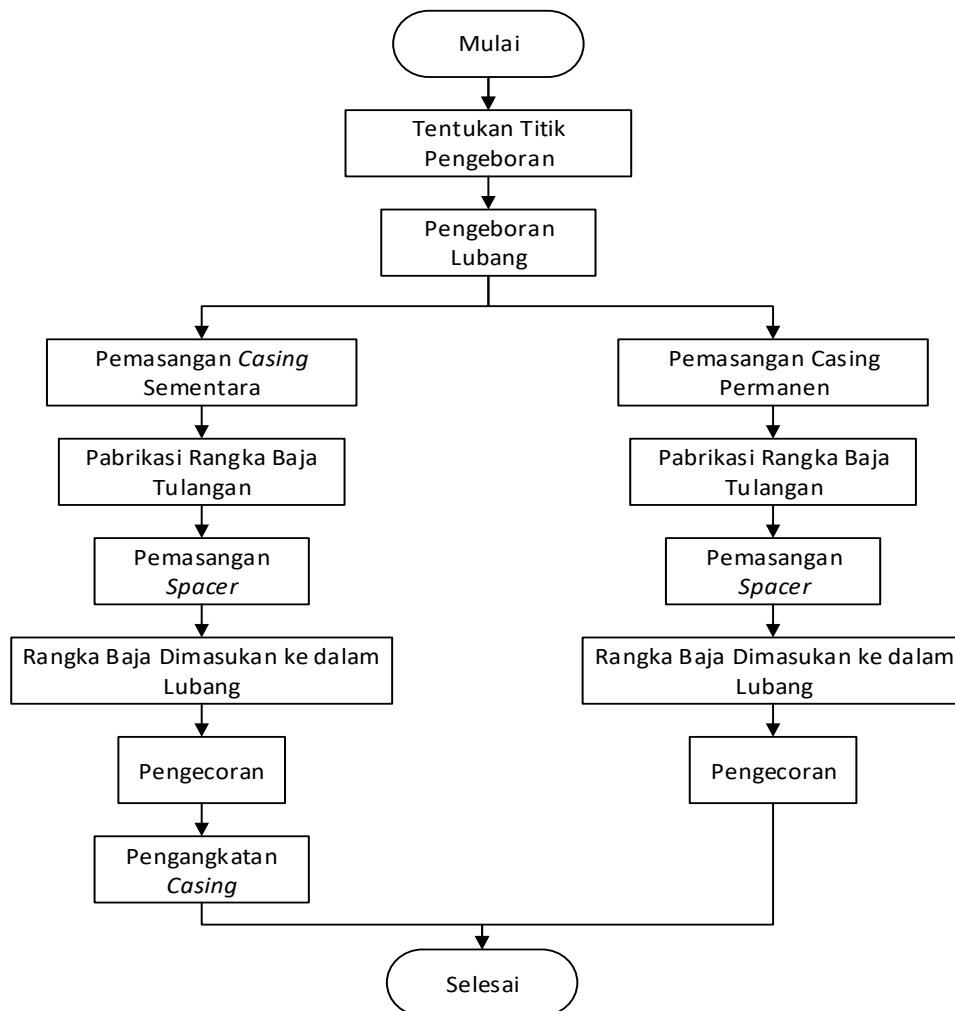 Mulai
Tentukan Titik
Pengeboran
Pengeboran
Lubang
Pemasangan Casing
Sementara
Pabrikasi Rangka Baja
Tulangan
Pemasangan
Spacer
Rangka Baja Dimasukan ke dalam
Lubang
Pengecoran
Pengangkatan
Casing
Pemasangan Casing
Permanen
Pabrikasi Rangka Baja
Tulangan
Pemasangan
Spacer
Rangka Baja Dimasukan ke dalam
Lubang
Pengecoran
Selesai